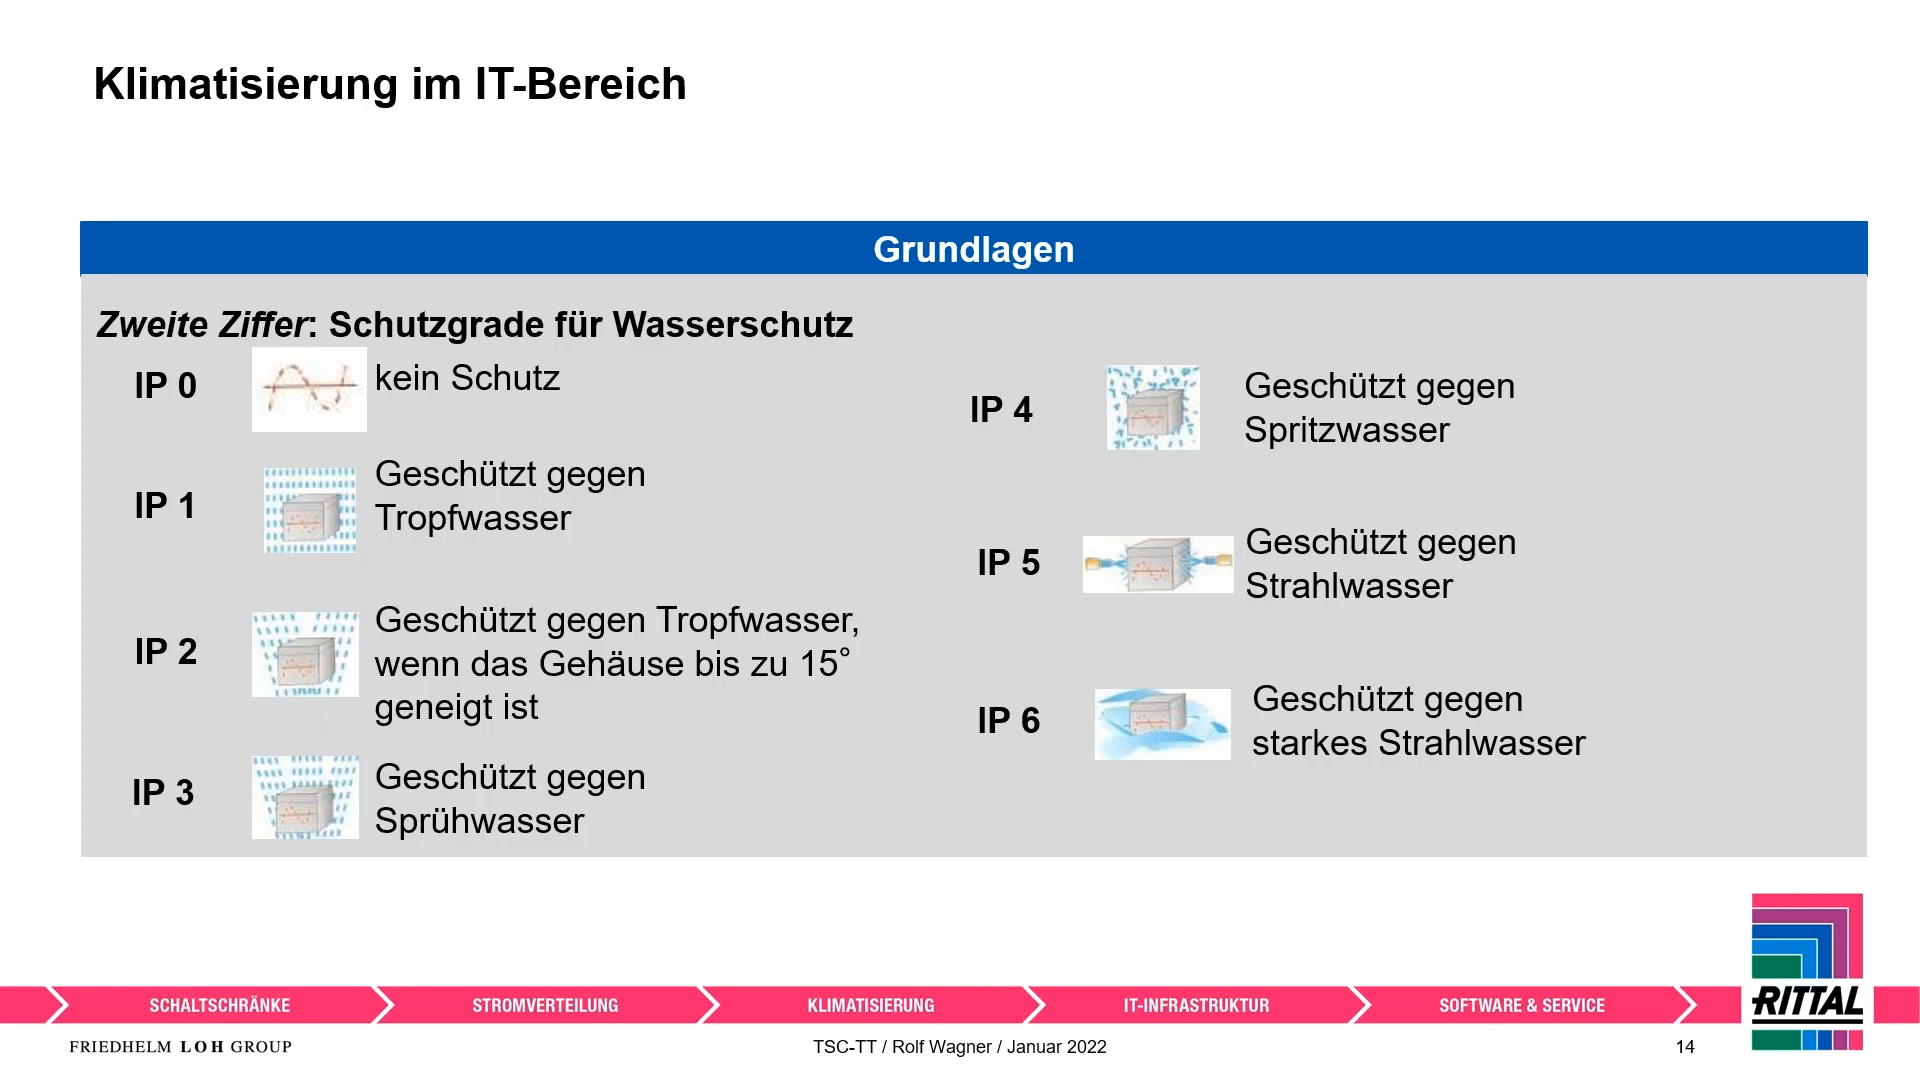 Klimatisierung im IT-Bereich
Grundlagen
Zweite Ziffer: Schutzgrade für Wasserschutz
IP 0
kein Schutz
IP 1
Geschützt gegen
Tropfwasser
IP 2
Geschützt gegen Tropfwasser,
wenn das Gehäuse bis zu 15°
geneigt ist
IP 3
Geschützt gegen
Sprühwasser
IP 4
Geschützt gegen
Spritzwasser
IP 5
Geschützt gegen
Strahlwasser
IP 6
Geschützt gegen
starkes Strahlwasser
SCHALTSCHRÄNKE
STROMVERTEILUNG
KLIMATISIERUNG
IT-INFRASTRUKTUR
SOFTWARE & SERVICE
RITTAL
FRIEDHELM LOH GROUP
TSC-TT / Rolf Wagner / Januar 2022
14